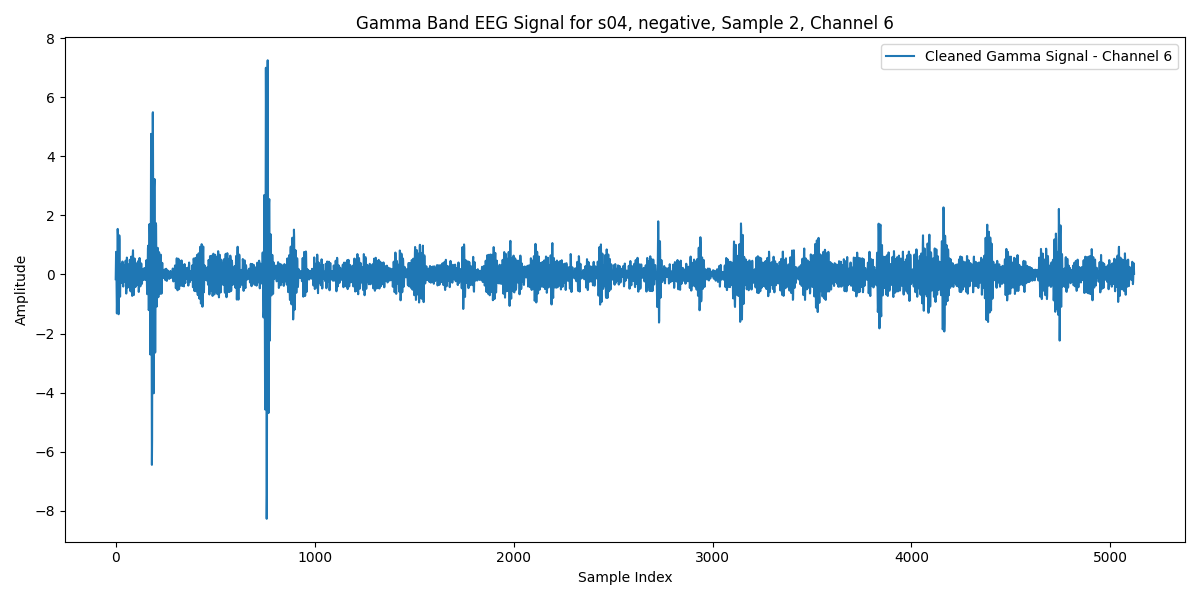 Gamma Band EEG Signal for s04, negative, Sample 2, Channel 6
Cleaned Gamma Signal - Channel 6
8
6
4
2
0
−2
−4
−6
−8
Amplitude
0 1000 2000 3000 4000 5000
Sample Index